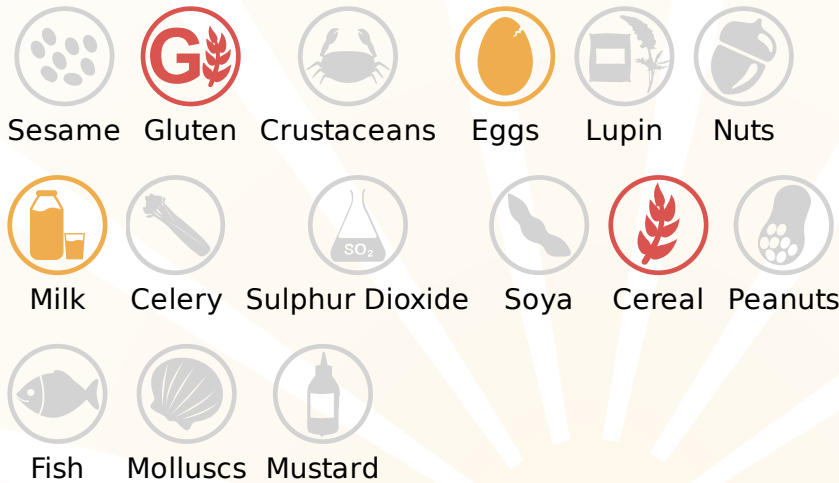 G
Sesame Gluten Crustaceans Eggs Lupin Nuts
SO₂
Milk Celery Sulphur Dioxide Soya Cereal Peanuts
Fish Molluscs Mustard